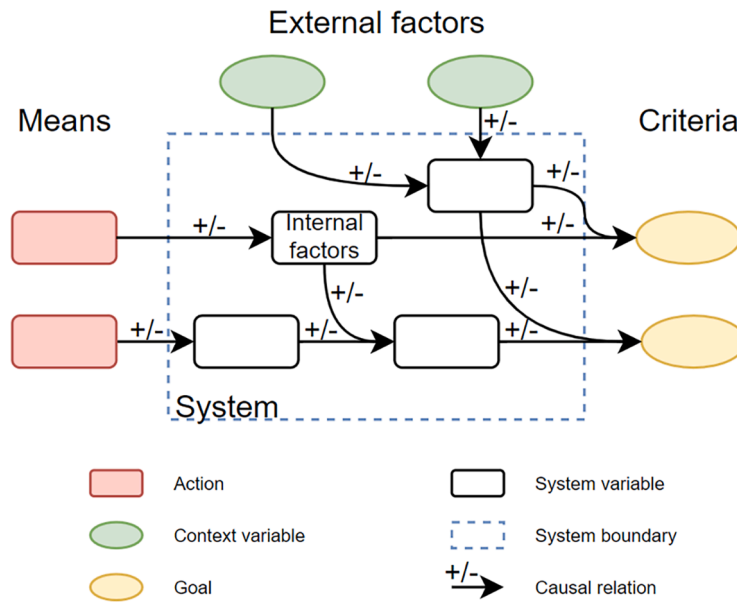 External factors
Means
Criteria
+/-
+/-
+/-
+/-
Internal
factors
+/-
+/-
+/-
+/-
+/-
+/-
System
Action
System variable
Context variable
System boundary
Goal
+/-
Causal relation